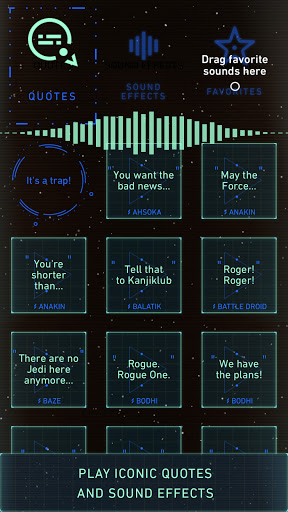 QUOTES
SOUND
EFFECTS
Drag favorite
sounds here
FAVORITES
It's a trap!
"You want the
bad news..."
AHSOKA
"May the
Force..."
ANAKIN
"You're
shorter
than..."
ANAKIN
"Tell that
to Kanjiklub"
BALATIK
"Roger!
Roger!"
BATTLE DROID
"There are no
Jedi here
anymore..."
BAZE
"Rogue.
Rogue One."
BODHI
"We have
the plans!"
BODHI
PLAY ICONIC QUOTES
AND SOUND EFFECTS